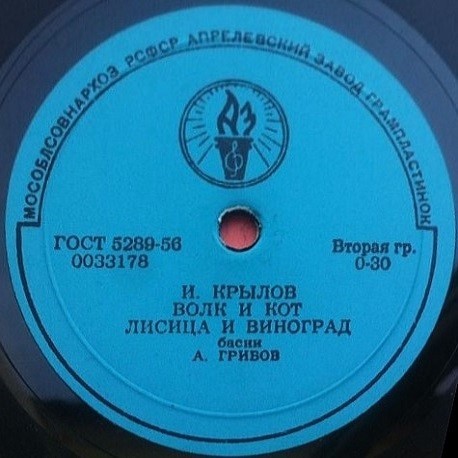 МОСОБЛСОВНАРХОЗ РСФСР АПРЕЛЕВСКИЙ ЗАВОД ГРАМПЛАСТИНОК
АЗ
ГОСТ 5289-56
0033178
Вторая гр.
0-30
И. КРЫЛОВ
ВОЛК И КОТ
ЛИСИЦА И ВИНОГРАД
басни
А. ГРИБОВ